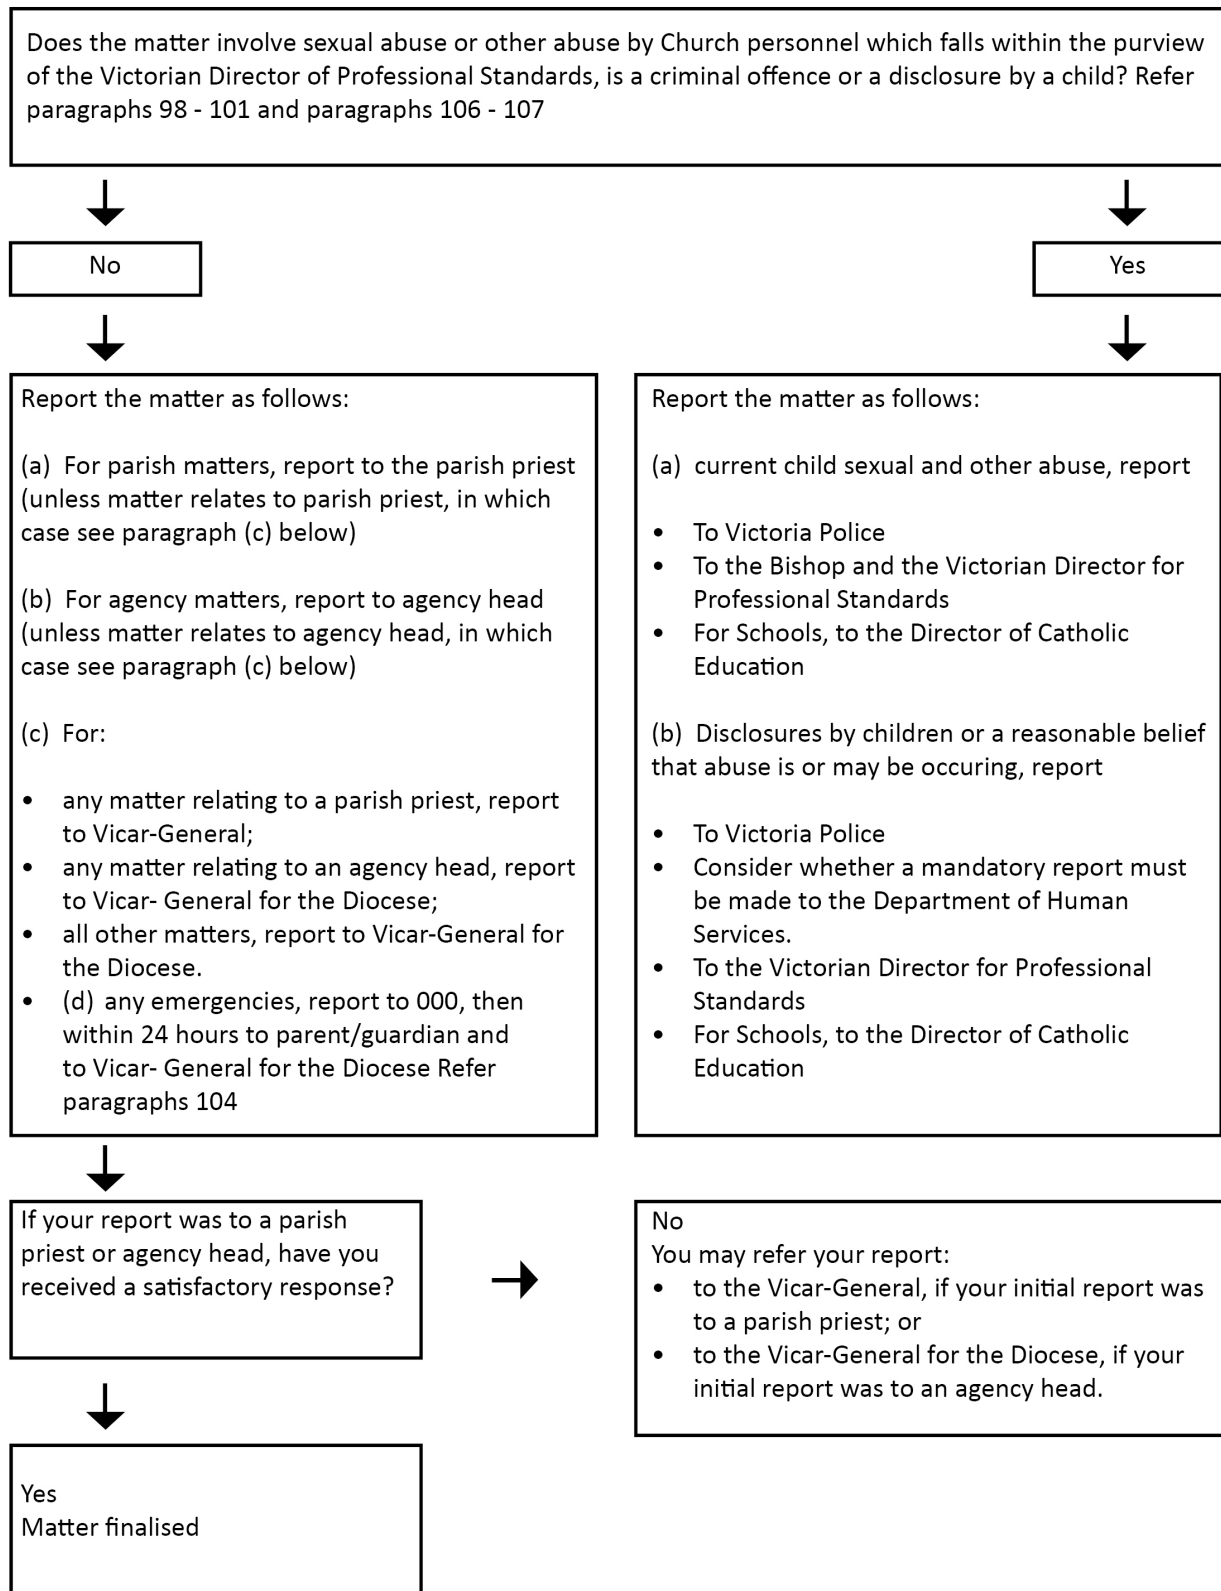 Does the matter involve sexual abuse or other abuse by Church personnel which falls within the purview
of the Victorian Director of Professional Standards, is a criminal offence or a disclosure by a child? Refer
paragraphs 98 - 101 and paragraphs 106 - 107
No
Yes
Report the matter as follows:
(a) For parish matters, report to the parish priest
(unless matter relates to parish priest, in which
case see paragraph (c) below)
(b) For agency matters, report to agency head
(unless matter relates to agency head, in which
case see paragraph (c) below)
(c) For:
• any matter relating to a parish priest, report
to Vicar-General;
• any matter relating to an agency head, report
to Vicar- General for the Diocese;
• all other matters, report to Vicar-General for
the Diocese.
• (d) any emergencies, report to 000, then
within 24 hours to parent/guardian and
to Vicar- General for the Diocese Refer
paragraphs 104
Report the matter as follows:
(a) current child sexual and other abuse, report
• To Victoria Police
• To the Bishop and the Victorian Director for
Professional Standards
• For Schools, to the Director of Catholic
Education
(b) Disclosures by children or a reasonable belief
that abuse is or may be occuring, report
• To Victoria Police
• Consider whether a mandatory report must
be made to the Department of Human
Services.
• To the Victorian Director for Professional
Standards
• For Schools, to the Director of Catholic
Education
If your report was to a parish
priest or agency head, have you
received a satisfactory response?
No
You may refer your report:
• to the Vicar-General, if your initial report was
to a parish priest; or
• to the Vicar-General for the Diocese, if your
initial report was to an agency head.
Yes
Matter finalised